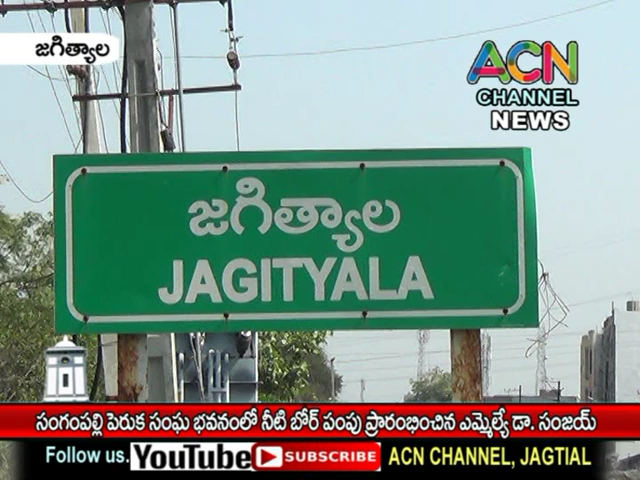 జగిత్యాల
ACN
CHANNEL
NEWS
జగిత్యాల
JAGITYALA
సంగంపల్లి పెరుక సంఘ భవనంలో నీటి బోర్ పంపు ప్రారంభించిన ఎమ్మెల్యే డా. సంజయ్
Follow us. YouTube SUBSCRIBE ACN CHANNEL, JAGTIAL